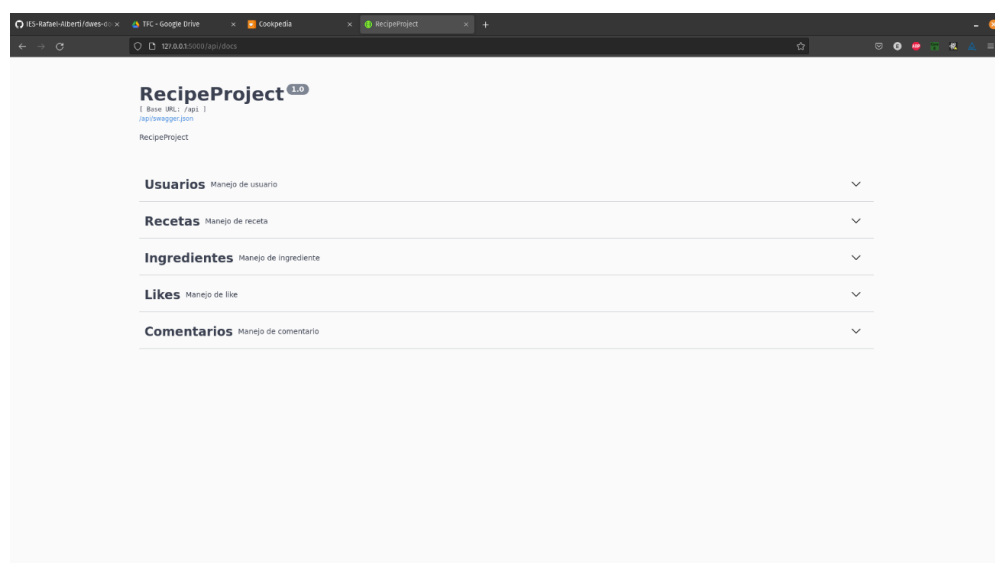 IES-Rafael-Alberti/dwes-do
TFC - Google Drive
Cookpedia
RecipeProject
127.0.0.1:5000/api/docs
RecipeProject 1.0
[ Base URL: /api ]
/api/swagger.json
RecipeProject
Usuarios Manejo de usuario
Recetas Manejo de receta
Ingredientes Manejo de ingrediente
Likes Manejo de like
Comentarios Manejo de comentario